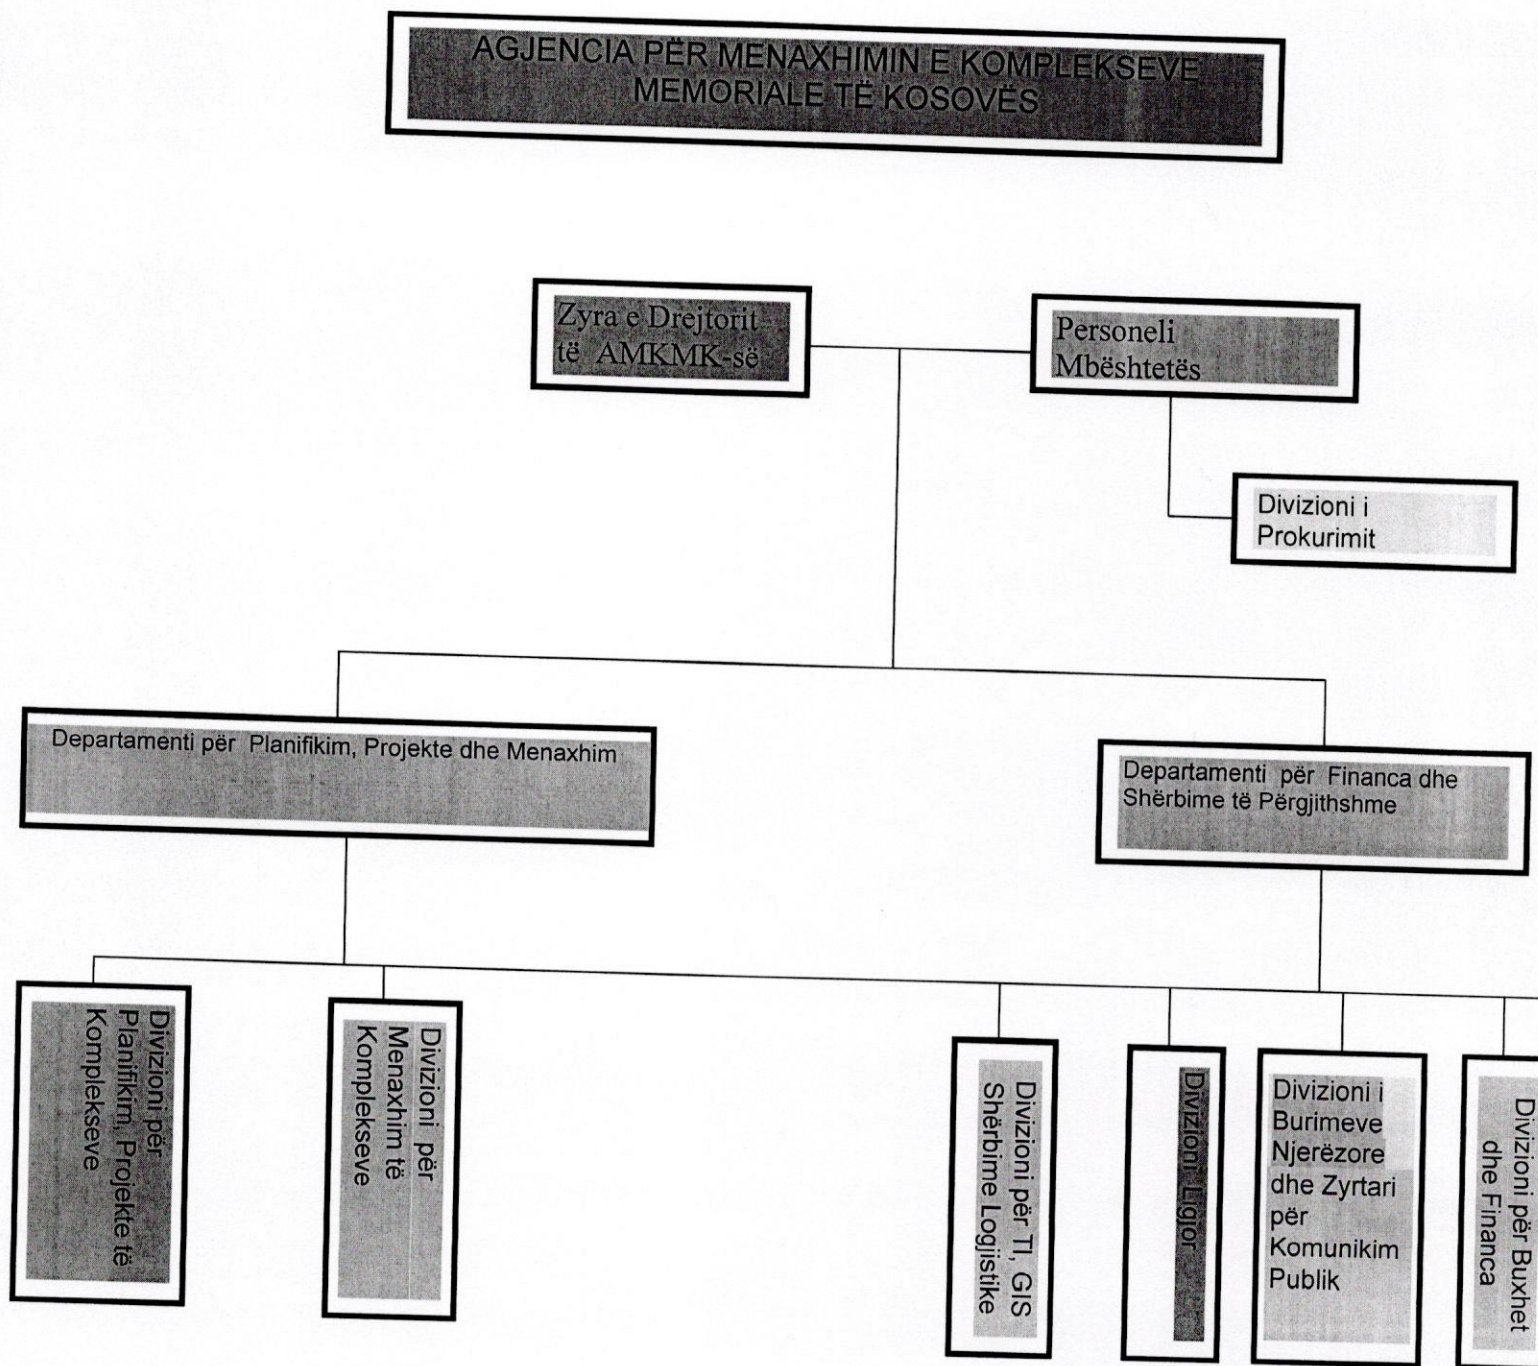 AGJENCIA PËR MENAXHIMIN E KOMPLEKSEVE
MEMORIALE TË KOSOVËS
Zyra e Drejtorit
të AMKMK-së
Personeli
Mbështetës
Divizioni i
Prokurimit
Departamenti për Planifikim, Projekte dhe Menaxhim
Departamenti për Financa dhe
Shërbime të Përgjithshme
Divizioni për
Planifikim, Projekte të
Komplekseve
Divizioni për
Menaxhim të
Komplekseve
Divizioni për TI, GIS
Shërbime Logjistike
Divizioni Ligjor
Divizioni i
Burimeve
Njerëzore
dhe Zyrtari
për
Komunikim
Publik
Divizioni për Buxhet
dhe Financa